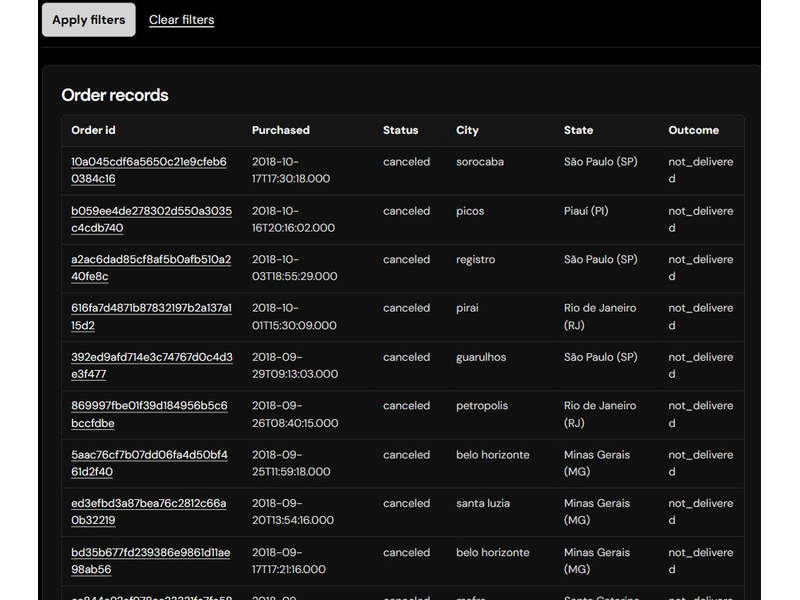 Apply filters Clear filters
Order records
Order id Purchased Status City State Outcome
10a045cdf6a5650c21e9cfeb6 2018-10- canceled sorocaba São Paulo (SP) not_delivere
0384c16 17T17:30:18.000 d
b059ee4de278302d550a3035 2018-10- canceled picos Piauí (PI) not_delivere
c4cdb740 16T20:16:02.000 d
a2ac6dad85cf8af5b0afb510a2 2018-10- canceled registro São Paulo (SP) not_delivere
40fe8c 03T18:55:29.000 d
616fa7d4871b87832197b2a137a1 2018-10- canceled pirai Rio de Janeiro not_delivere
15d2 01T15:30:09.000 (RJ) d
392ed9afd714e3c74767d0c4d3 2018-09- canceled guarulhos São Paulo (SP) not_delivere
e3f477 29T09:13:03.000 d
869997fbe01f39d184956b5c6 2018-09- canceled petropolis Rio de Janeiro not_delivere
bccfdbe 26T08:40:15.000 (RJ) d
5aac76cf7b07dd06fa4d50bf4 2018-09- canceled belo horizonte Minas Gerais not_delivere
61d2f40 25T11:59:18.000 (MG) d
ed3efbd3a87bea76c2812c66a 2018-09- canceled santa luzia Minas Gerais not_delivere
0b32219 20T13:54:16.000 (MG) d
bd35b677fd239386e9861d11ae 2018-09- canceled belo horizonte Minas Gerais not_delivere
98ab56 17T17:21:16.000 (MG) d